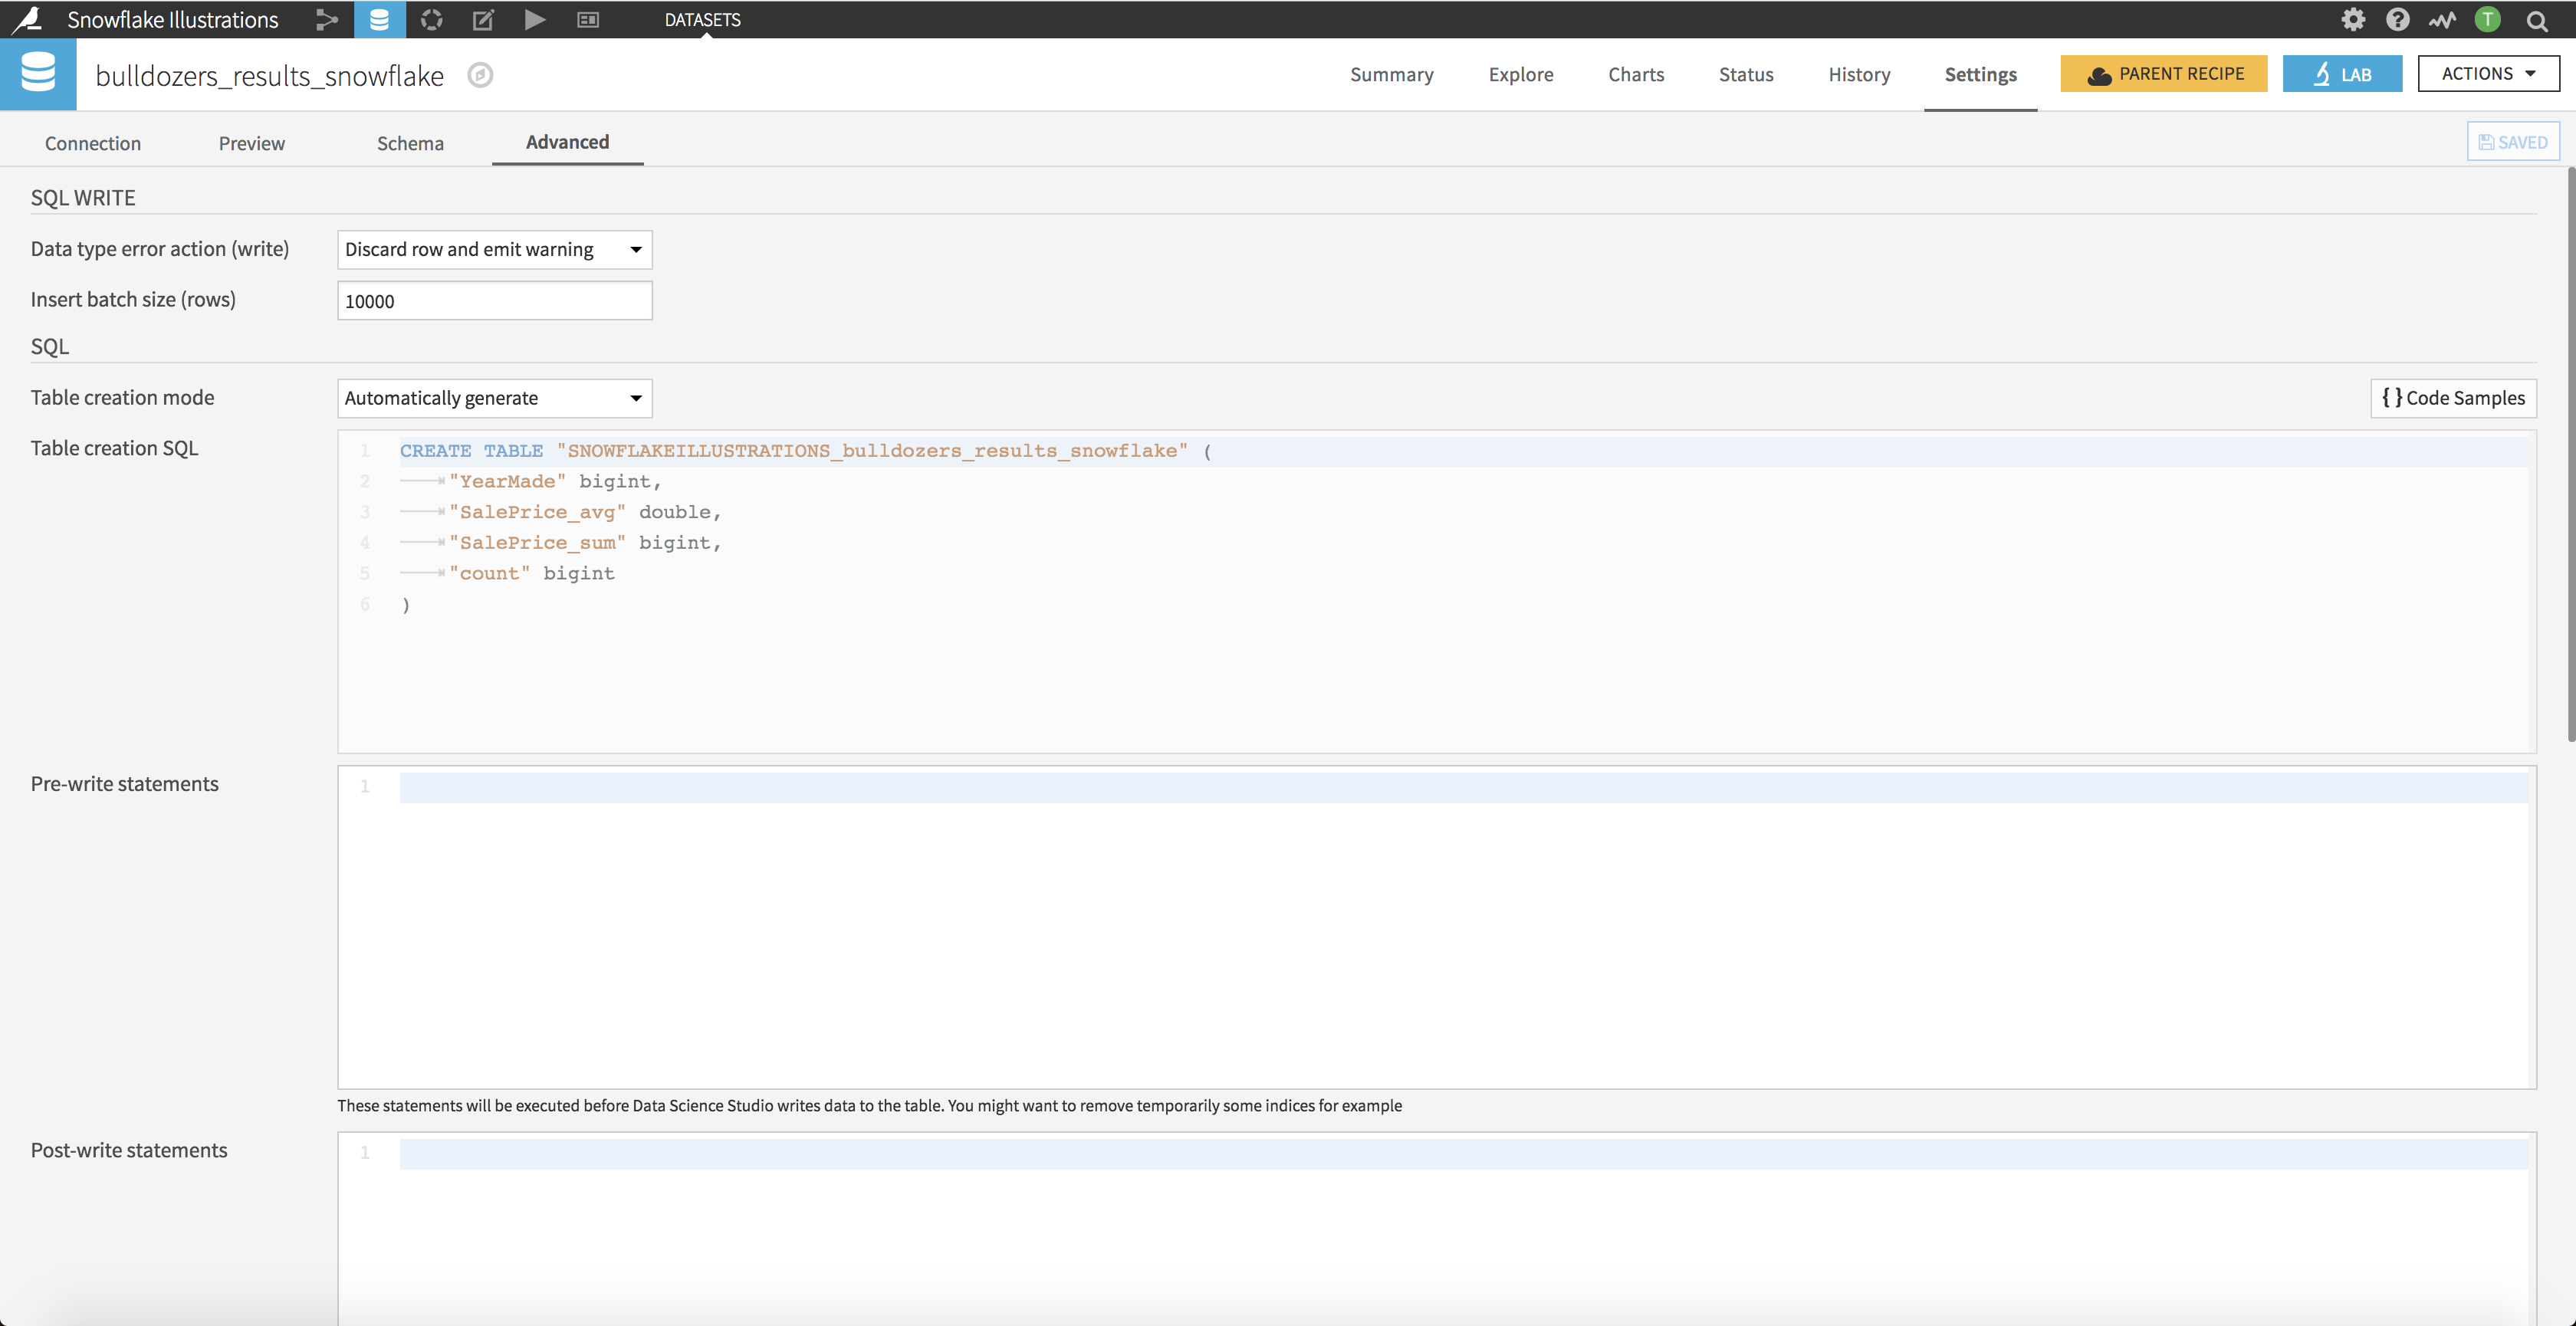 Snowflake Illustrations DATASETS T
bulldozers_results_snowflake Summary Explore Charts Status History Settings PARENT RECIPE LAB ACTIONS
Connection Preview Schema Advanced SAVED
SQL WRITE
Data type error action (write) Discard row and emit warning
Insert batch size (rows) 10000
SQL
Table creation mode Automatically generate { } Code Samples
Table creation SQL
1 CREATE TABLE "SNOWFLAKEILLUSTRATIONS_bulldozers_results_snowflake" (
2 "YearMade" bigint,
3 "SalePrice_avg" double,
4 "SalePrice_sum" bigint,
5 "count" bigint
6 )
Pre-write statements 1
These statements will be executed before Data Science Studio writes data to the table. You might want to remove temporarily some indices for example
Post-write statements 1